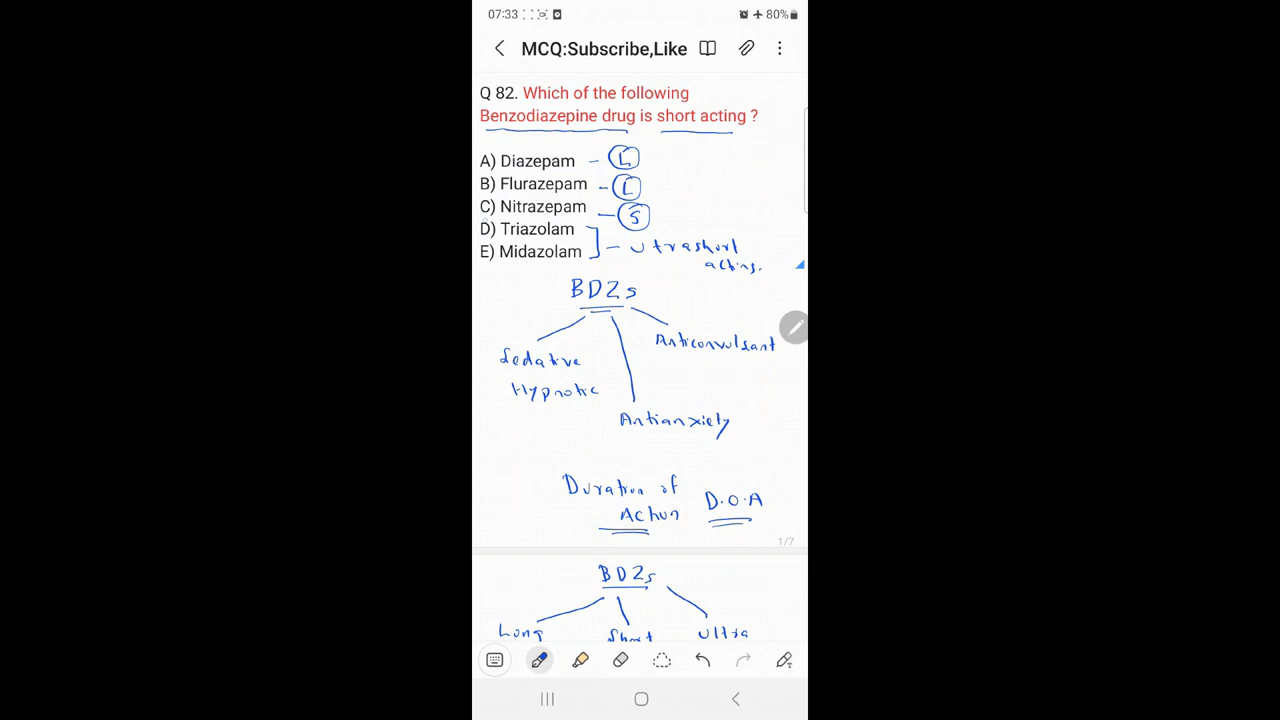 07:33 80%
MCQ:Subscribe,Like
Q 82. Which of the following
Benzodiazepine drug is short acting ?
A) Diazepam – L
B) Flurazepam – L
C) Nitrazepam – S
D) Triazolam
E) Midazolam ] – Utrashort
acting.
BDZs
Anticonvulsant
Sedative
Hypnotic
Antianxiety
Duration of
Action D.O.A
1/7
BDZs
Long Short Ultra